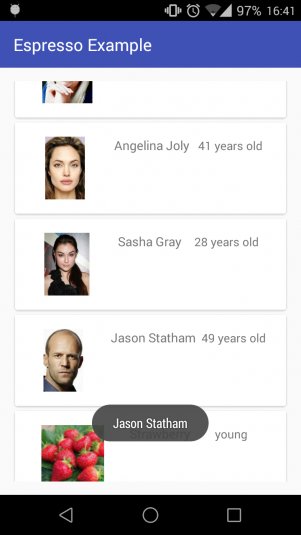 97% 16:41
Espresso Example
Angelina Joly 41 years old
Sasha Gray 28 years old
Jason Statham 49 years old
Jason Statham
Strawberry young